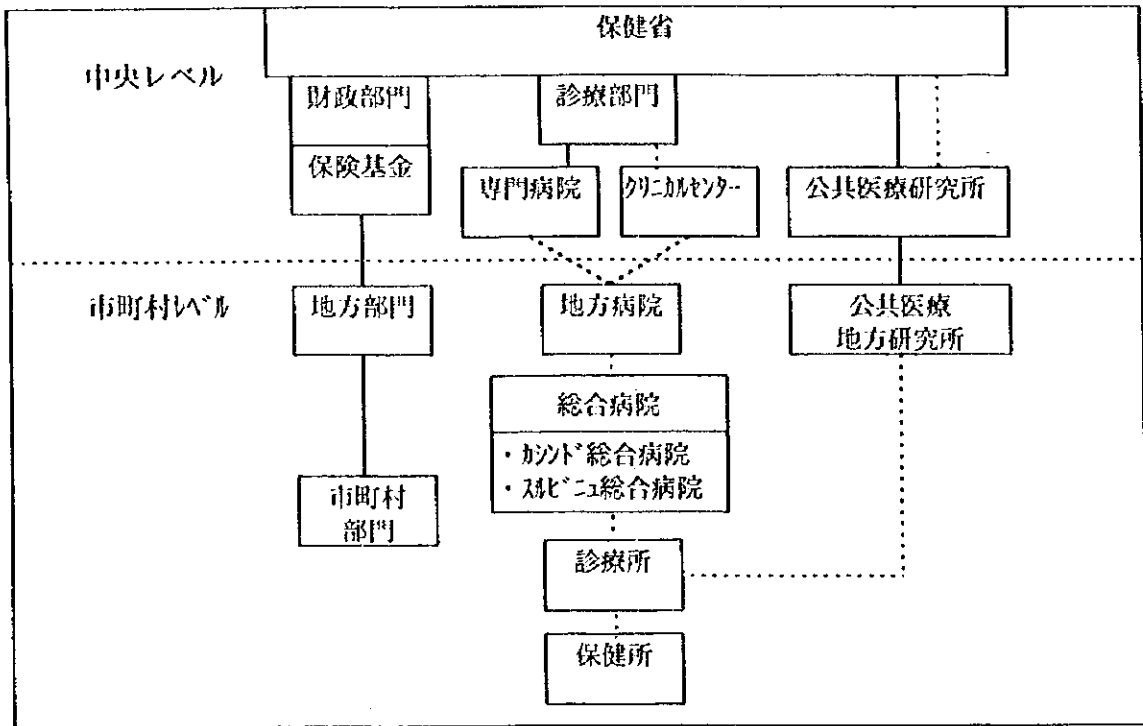 保健省
中央レベル
財政部門
診療部門
保険基金
専門病院
クリニカルセンター
公共医療研究所
市町村レベル
地方部門
地方病院
公共医療
地方研究所
総合病院
・カシンド総合病院
・スルビニュ総合病院
市町村
部門
診療所
保健所